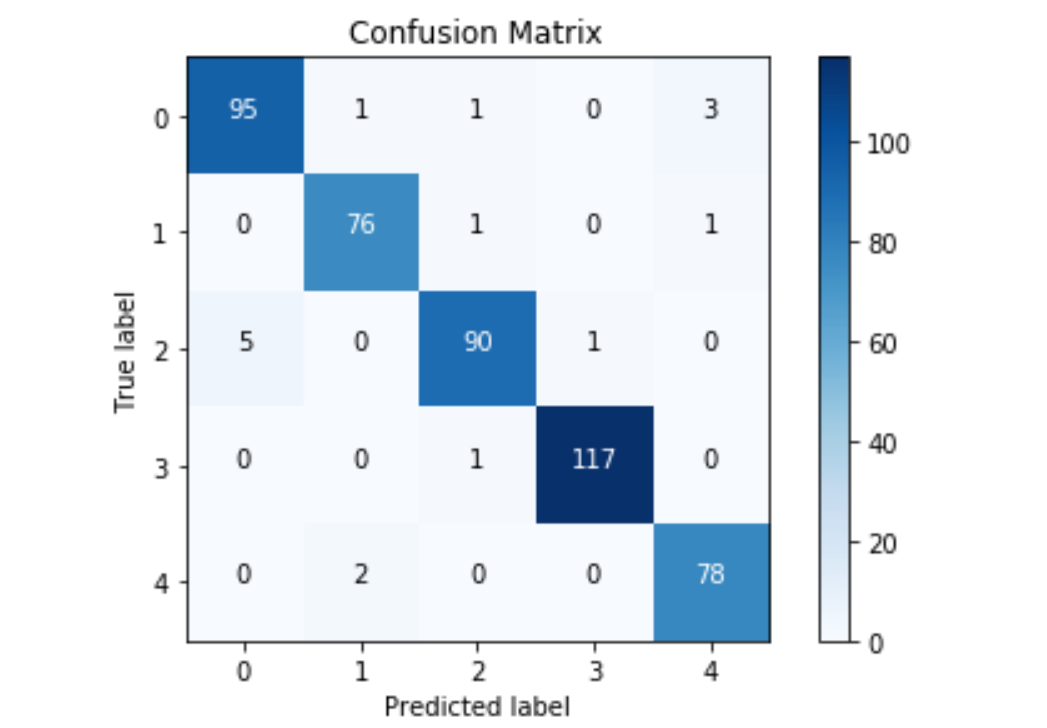 Confusion Matrix
0 95 1 1 0 3
1 0 76 1 0 1
2 5 0 90 1 0
3 0 0 1 117 0
4 0 2 0 0 78
0 1 2 3 4
True label
Predicted label
100
80
60
40
20
0